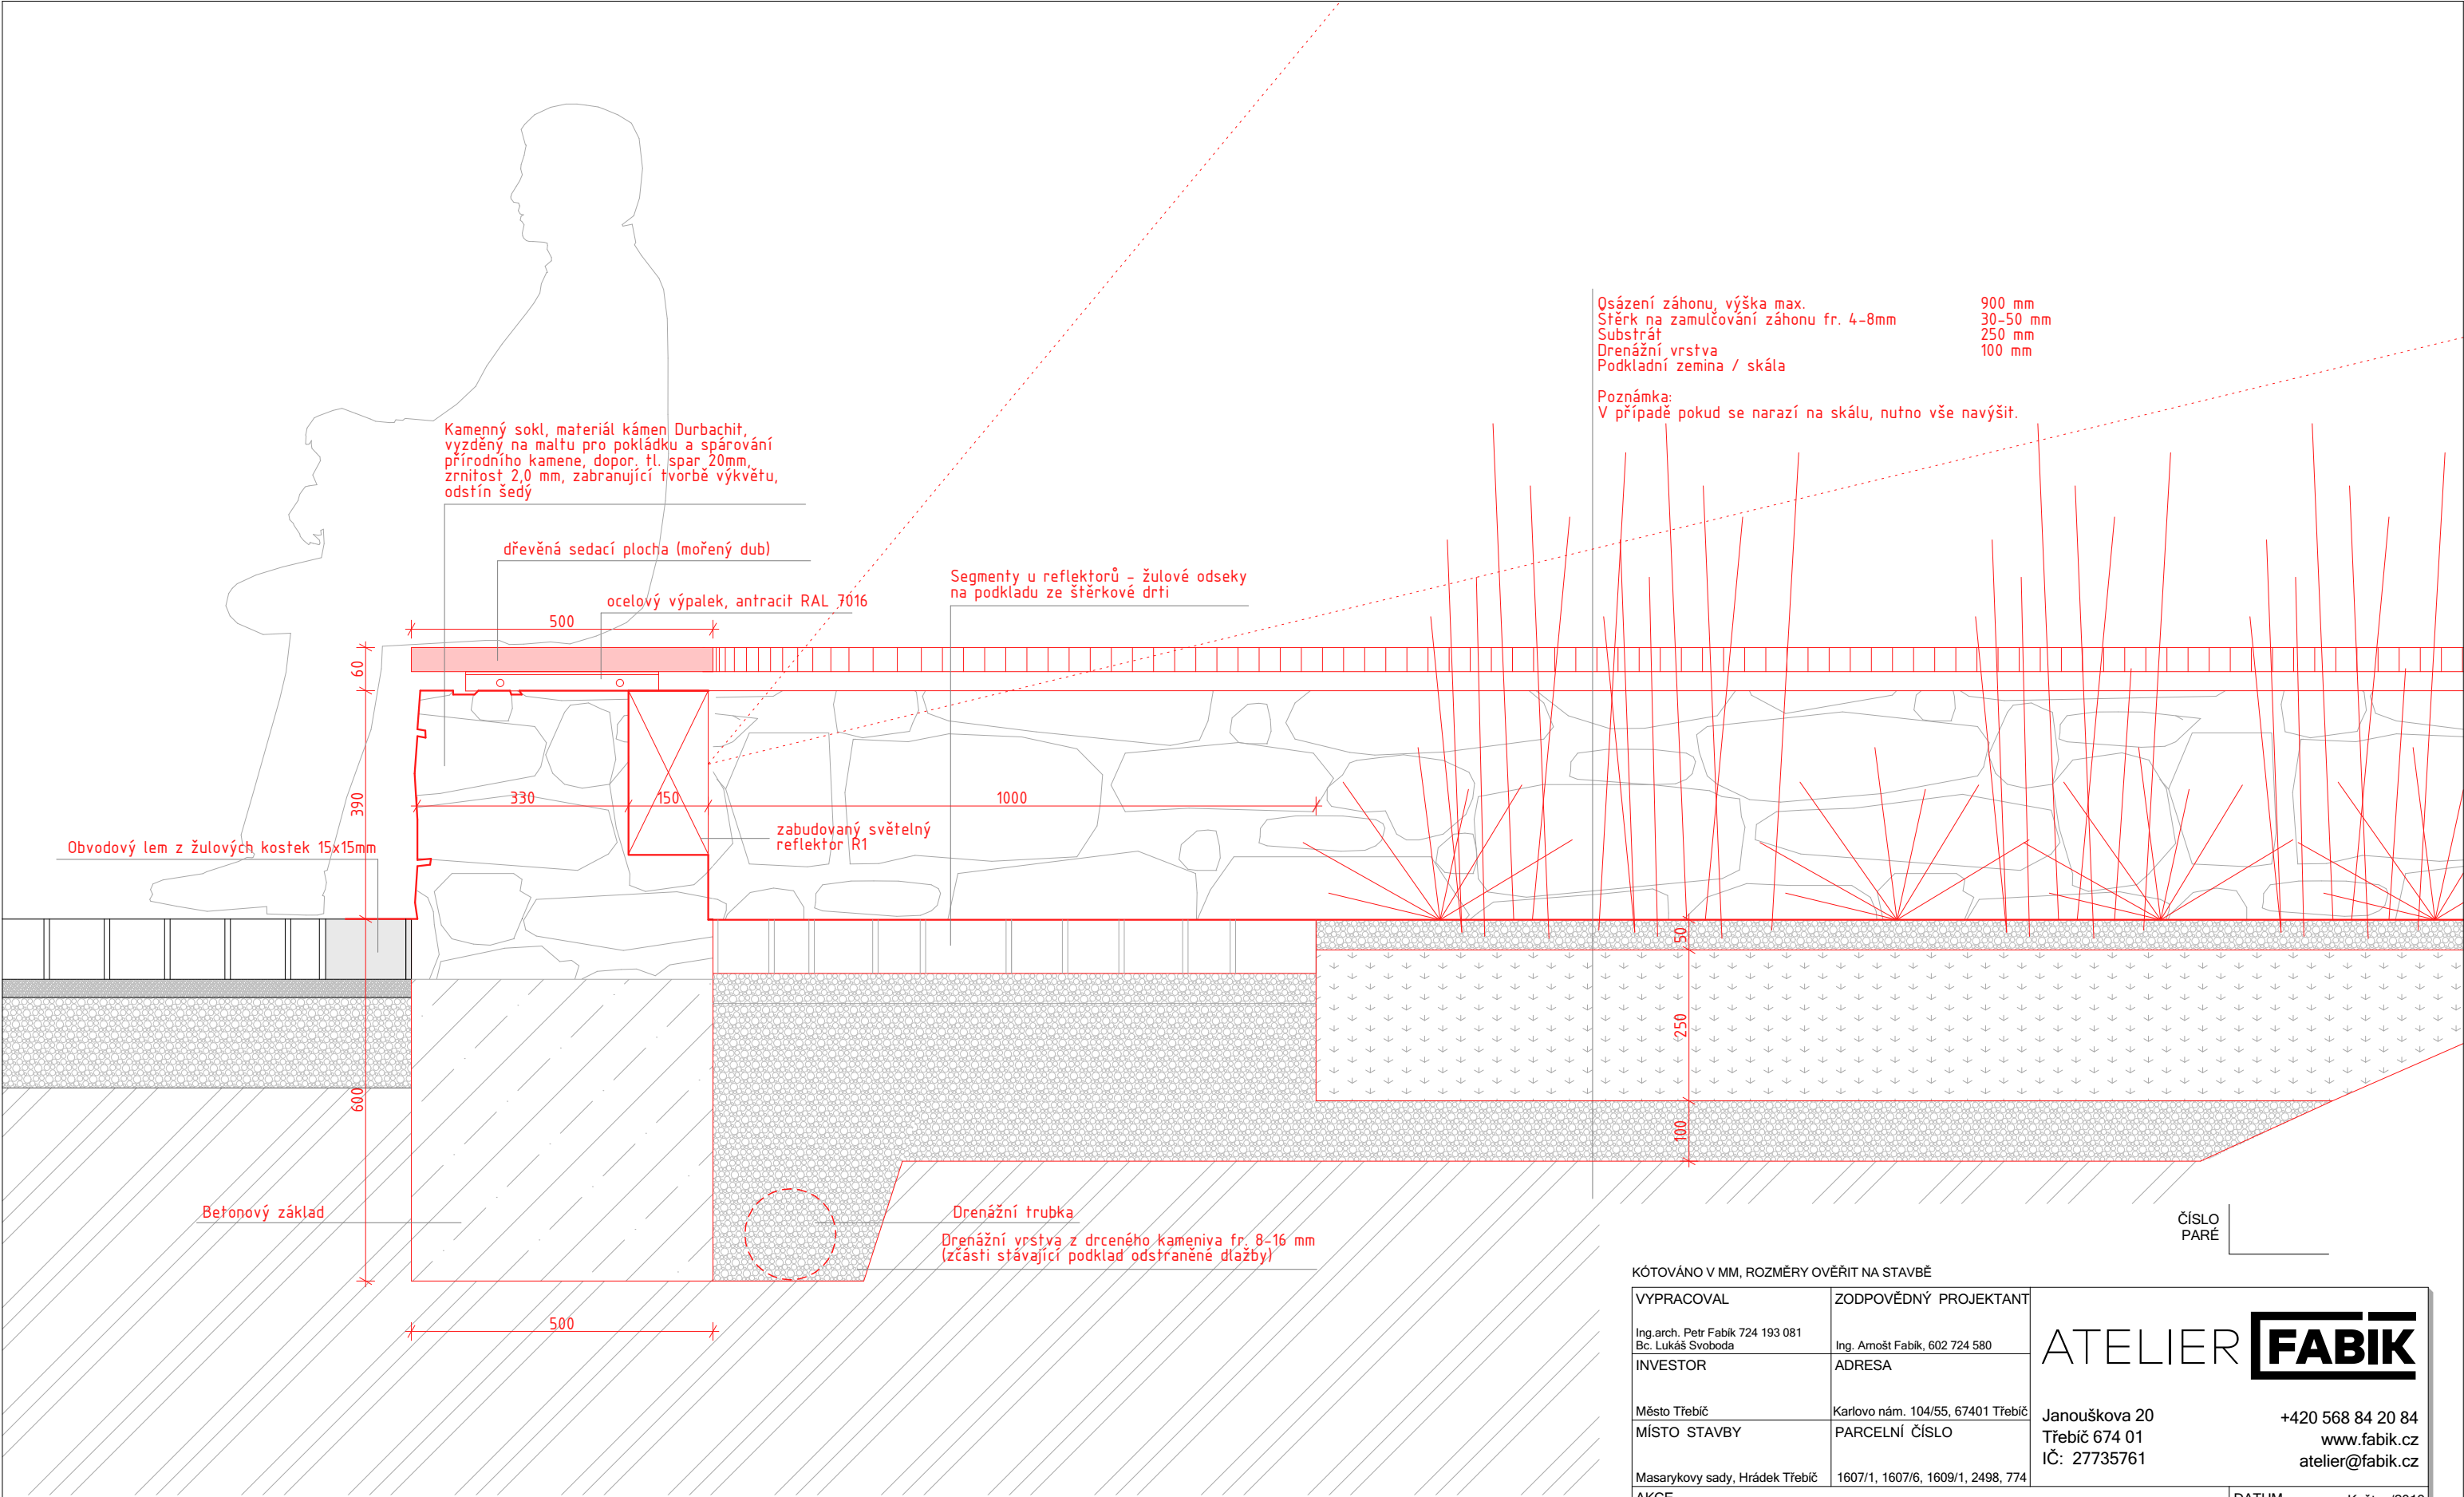 Osázení záhonu, výška max. 900 mm
Štěrk na zamulčování záhonu fr. 4-8mm 30-50 mm
Substrát 250 mm
Drenážní vrstva 100 mm
Podkladní zemina / skála
Poznámka:
V případě pokud se narazí na skálu, nutno vše navýšit.
Kamenný sokl, materiál kámen Durbachit,
vyzděný na maltu pro pokládku a spárování
přírodního kamene, dopor. tl. spar 20mm,
zrnitost 2,0 mm, zabranující tvorbě výkvětu,
odstín šedý
dřevěná sedací plocha (mořený dub)
ocelový výpalek, antracit RAL 7016
Segmenty u reflektorů - žulové odseky
na podkladu ze štěrkové drti
500
60
390
330
150
1000
zabudovaný světelný
reflektor R1
Obvodový lem z žulových kostek 15x15mm
50
250
100
600
Betonový základ
Drenážní trubka
Drenážní vrstva z drceného kameniva fr. 8-16 mm
(zčásti stávající podklad odstraněné dlažby)
500
ČÍSLO
PARÉ
KÓTOVÁNO V MM, ROZMĚRY OVĚŘIT NA STAVBĚ
VYPRACOVAL
Ing.arch. Petr Fabík 724 193 081
Bc. Lukáš Svoboda
ZODPOVĚDNÝ PROJEKTANT
Ing. Arnošt Fabík, 602 724 580
INVESTOR
Město Třebíč
ADRESA
Karlovo nám. 104/55, 67401 Třebíč
MÍSTO STAVBY
Masarykovy sady, Hrádek Třebíč
PARCELNÍ ČÍSLO
1607/1, 1607/6, 1609/1, 2498, 774
ATELIER FABIK
Janouškova 20
Třebíč 674 01
IČ: 27735761
+420 568 84 20 84
www.fabik.cz
atelier@fabik.cz
AKCE
DATUM